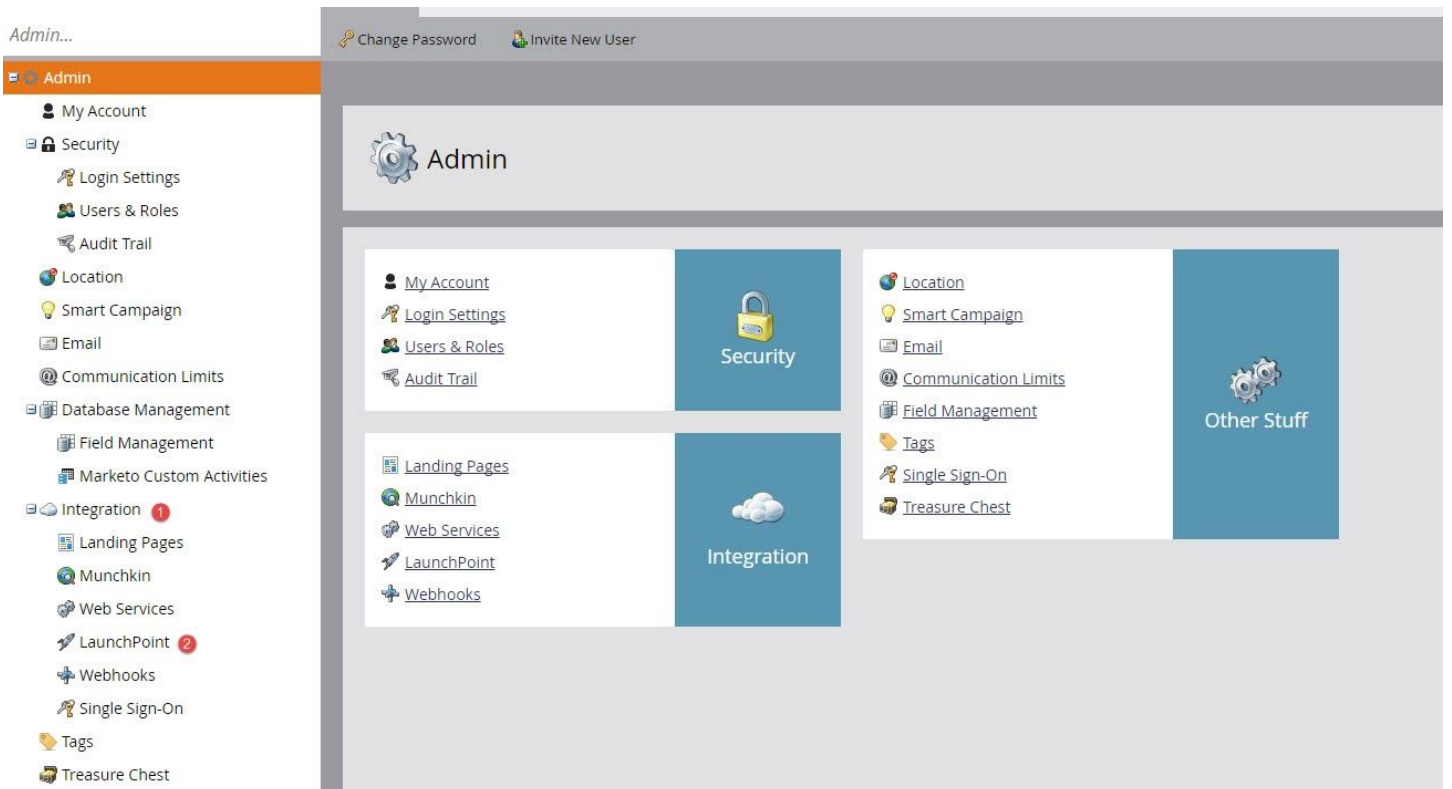 Admin...
Change Password Invite New User
Admin
My Account
Security
Login Settings
Users & Roles
Audit Trail
Location
Smart Campaign
Email
Communication Limits
Database Management
Field Management
Marketo Custom Activities
Integration 1
Landing Pages
Munchkin
Web Services
LaunchPoint 2
Webhooks
Single Sign-On
Tags
Treasure Chest
Admin
My Account
Login Settings
Users & Roles
Audit Trail
Security
Landing Pages
Munchkin
Web Services
LaunchPoint
Webhooks
Integration
Location
Smart Campaign
Email
Communication Limits
Field Management
Tags
Single Sign-On
Treasure Chest
Other Stuff